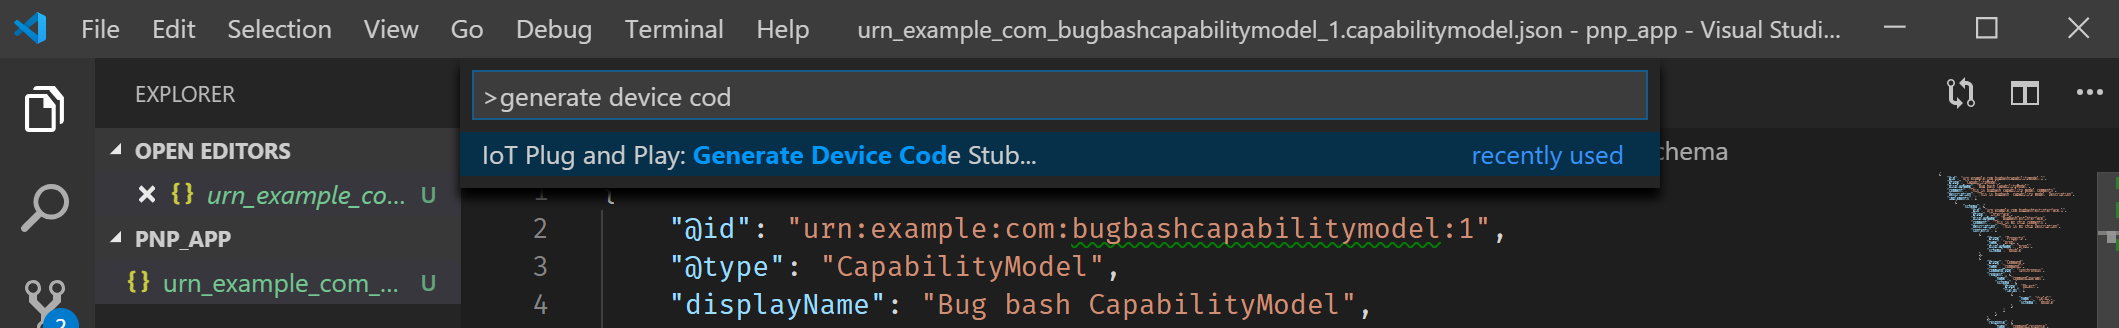 File Edit Selection View Go Debug Terminal Help urn_example_com_bugbashcapabilitymodel_1.capabilitymodel.json - pnp_app - Visual Studi...
EXPLORER
>generate device cod
IoT Plug and Play: Generate Device Code Stub... recently used
chema
OPEN EDITORS
urn_example_co... U
PNP_APP
urn_example_com_... U
2
1 {
2 "@id": "urn:example:com:bugbashcapabilitymodel:1",
3 "@type": "CapabilityModel",
4 "displayName": "Bug bash CapabilityModel",